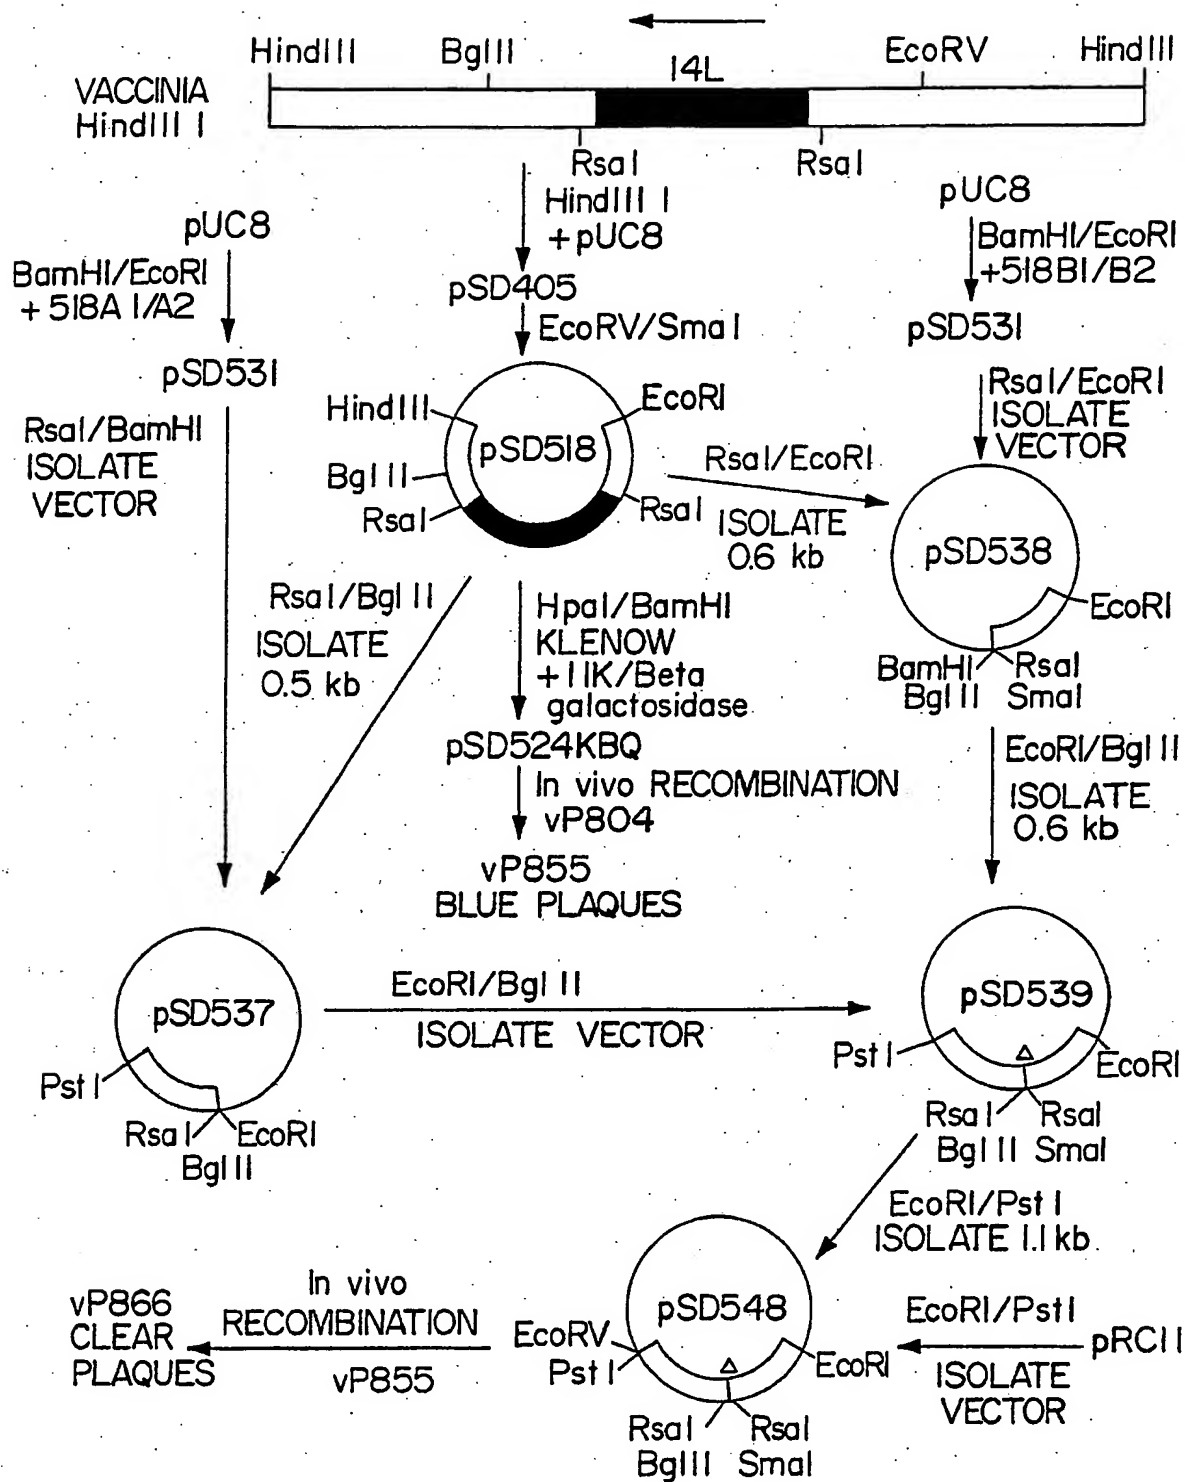 HindIII
BglII
I4L
EcoRV
HindIII
VACCINIA
HindIII I
RsaI
RsaI
pUC8
BamHI/EcoRI
+518A1/A2
pSD531
RsaI/BamHI
ISOLATE
VECTOR
HindIII I
+pUC8
pSD405
EcoRV/SmaI
HindIII
EcoRI
pSD518
BglII
RsaI
RsaI
pUC8
BamHI/EcoRI
+518B1/B2
pSD531
RsaI/EcoRI
ISOLATE
VECTOR
RsaI/EcoRI
ISOLATE
0.6 kb
pSD538
EcoRI
BamHI
RsaI
BglII
SmaI
RsaI/BglII
ISOLATE
0.5 kb
HpaI/BamHI
KLENOW
+11K/Beta
galactosidase
pSD524KBQ
In vivo RECOMBINATION
vP804
vP855
BLUE PLAQUES
EcoRI/BglII
ISOLATE
0.6 kb
pSD537
PstI
RsaI
EcoRI
BglII
EcoRI/BglII
ISOLATE VECTOR
pSD539
PstI
Δ
EcoRI
RsaI
RsaI
BglII
SmaI
EcoRI/PstI
ISOLATE 1.1 kb
vP866
CLEAR
PLAQUES
In vivo
RECOMBINATION
vP855
pSD548
EcoRV
PstI
Δ
EcoRI
RsaI
RsaI
BglII
SmaI
EcoRI/PstI
pRC11
ISOLATE
VECTOR